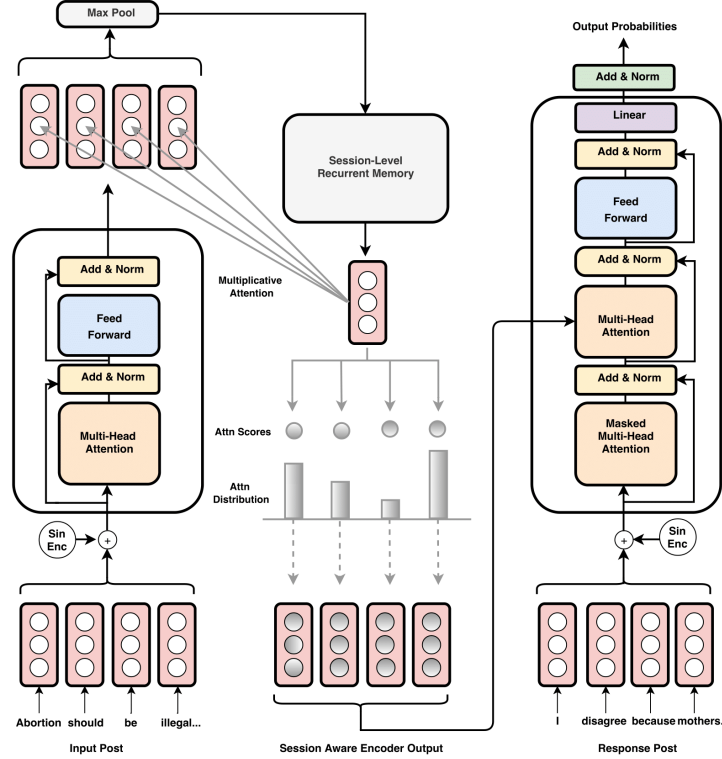 Max Pool
Output Probabilities
Add & Norm
Linear
Add & Norm
Session-Level
Recurrent Memory
Feed
Forward
Add & Norm
Multiplicative
Attention
Add & Norm
Feed
Forward
Multi-Head
Attention
Add & Norm
Add & Norm
Multi-Head
Attention
Attn Scores
Masked
Multi-Head
Attention
Attn
Distribution
Sin
Enc
+
+
Sin
Enc
Abortion should be illegal...
I disagree because mothers.
Input Post
Session Aware Encoder Output
Response Post